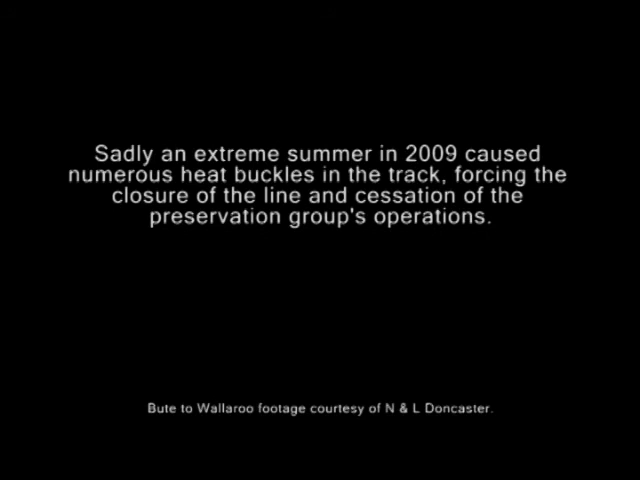 Sadly an extreme summer in 2009 caused
numerous heat buckles in the track, forcing the
closure of the line and cessation of the
preservation group's operations.
Bute to Wallaroo footage courtesy of N & L Doncaster.